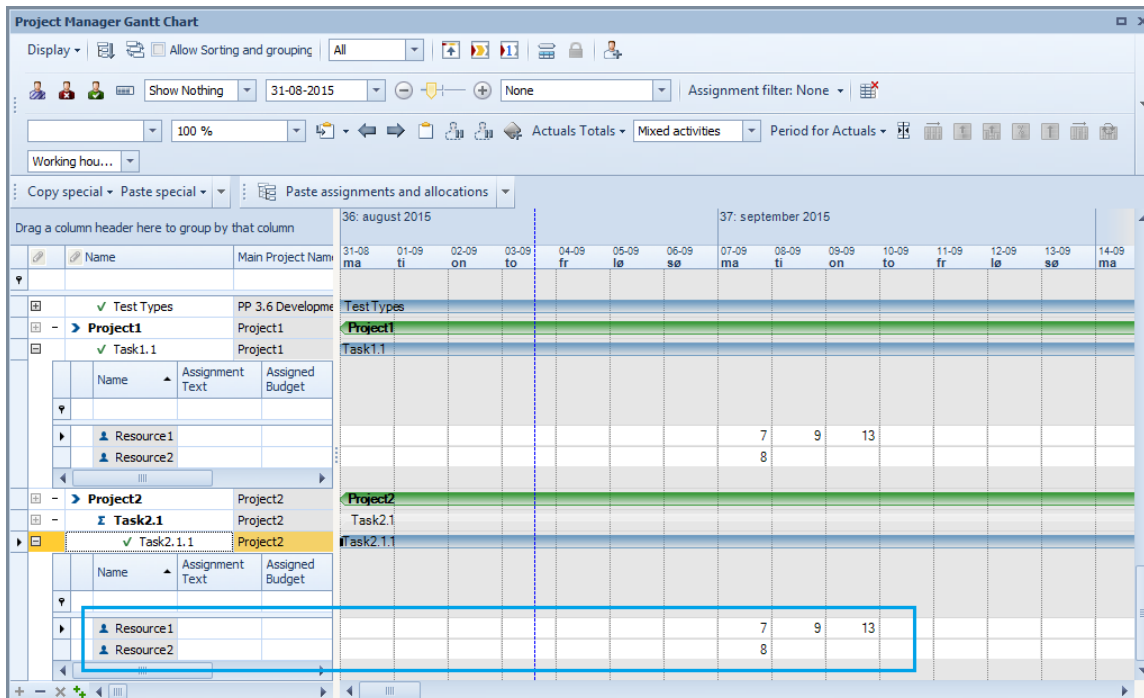 Project Manager Gantt Chart
Display Allow Sorting and grouping All
Show Nothing 31-08-2015 None Assignment filter: None
100 % Actuals Totals Mixed activities Period for Actuals
Working hou...
Copy special Paste special Paste assignments and allocations
Drag a column header here to group by that column
36: august 2015 37: september 2015
Name Main Project Name
31-08 01-09 02-09 03-09 04-09 05-09 06-09 07-09 08-09 09-09 10-09 11-09 12-09 13-09 14-09
ma ti on to fr lø sø ma ti on to fr lø sø ma
Test Types PP 3.6 Developme Test Types
Project1 Project1 Project1
Task1.1 Project1 Task1.1
Name Assignment Text Assigned Budget
Resource1 7 9 13
Resource2 8
Project2 Project2 Project2
Σ Task2.1 Project2 Task2.1
Task2.1.1 Project2 Task2.1.1
Name Assignment Text Assigned Budget
Resource1 7 9 13
Resource2 8